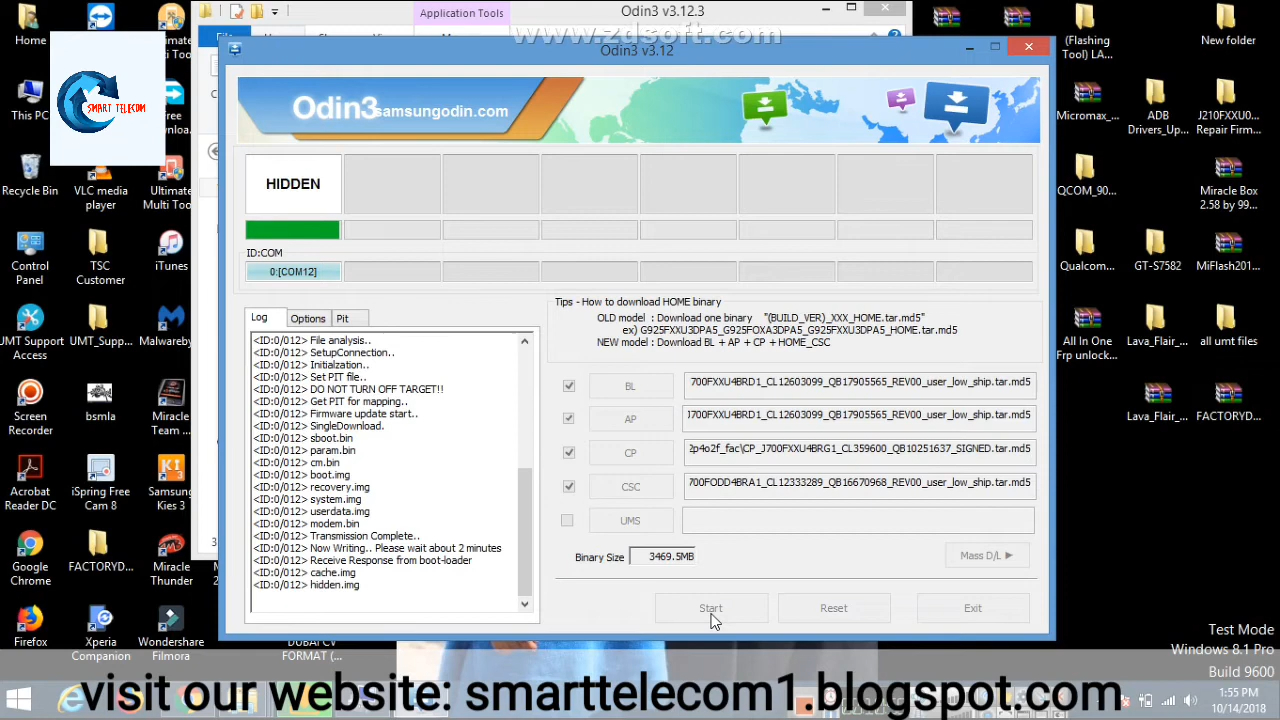 Application Tools
Odin3 v3.12.3
www.zdsoft.com
Odin3 v3.12
Home
This PC
Recycle Bin
Control Panel
UMT Support Access
Screen Recorder
Acrobat Reader DC
Google Chrome
Firefox
SMART TELECOM
VLC media player
TSC Customer
UMT_Supp...
bsmla
iSpring Free Cam 8
FACTORYD...
Xperia Companion
Ultimate Multi Tool
iTunes
Malwareby
Miracle Team ...
Samsung Kies 3
Miracle Thunder
Wondershare Filmora
DUBAI CV FORMAT (...
Odin3
samsungodin.com
HIDDEN
ID:COM
0:[COM12]
Log
Options
Pit
<ID:0/012> File analysis..
<ID:0/012> SetupConnection..
<ID:0/012> Initialzation..
<ID:0/012> Set PIT file..
<ID:0/012> DO NOT TURN OFF TARGET!!
<ID:0/012> Get PIT for mapping..
<ID:0/012> Firmware update start..
<ID:0/012> SingleDownload.
<ID:0/012> sboot.bin
<ID:0/012> param.bin
<ID:0/012> cm.bin
<ID:0/012> boot.img
<ID:0/012> recovery.img
<ID:0/012> system.img
<ID:0/012> userdata.img
<ID:0/012> modem.bin
<ID:0/012> Transmission Complete..
<ID:0/012> Now Writing.. Please wait about 2 minutes
<ID:0/012> Receive Response from boot-loader
<ID:0/012> cache.img
<ID:0/012> hidden.img
Tips - How to download HOME binary
OLD model : Download one binary "(BUILD_VER)_XXX_HOME.tar.md5"
ex) G925FXXU3DPA5_G925FOXA3DPA5_G925FXXU3DPA5_HOME.tar.md5
NEW model : Download BL + AP + CP + HOME_CSC
BL 700FXXU4BRD1_CL12603099_QB17905565_REV00_user_low_ship.tar.md5
AP J700FXXU4BRD1_CL12603099_QB17905565_REV00_user_low_ship.tar.md5
CP 2p4o2f_fac\CP_J700FXXU4BRG1_CL359600_QB10251637_SIGNED.tar.md5
CSC 700FODD4BRA1_CL12333289_QB16670968_REV00_user_low_ship.tar.md5
UMS
Binary Size 3469.5MB
Mass D/L
Start
Reset
Exit
(Flashing Tool) LA...
New folder
Micromax_...
ADB Drivers_Up...
J210FXXU0... Repair Firm...
QCOM_90...
Miracle Box 2.58 by 99...
Qualcom...
GT-S7582
MiFlash201...
All In One Frp unlock...
Lava_Flair_...
all umt files
Lava_Flair_...
FACTORYD...
Test Mode
Windows 8.1 Pro
Build 9600
visit our website: smarttelecom1.blogspot.com
1:55 PM
10/14/2018